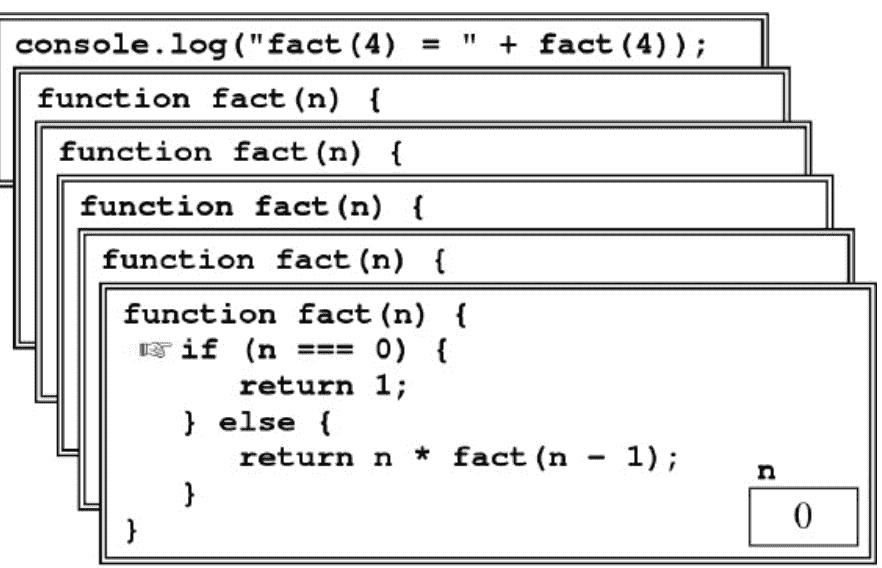 console.log("fact(4) = " + fact(4));
function fact(n) {
function fact(n) {
function fact(n) {
function fact(n) {
function fact(n) {
if (n === 0) {
return 1;
} else {
return n * fact(n - 1);
}
}
n
0